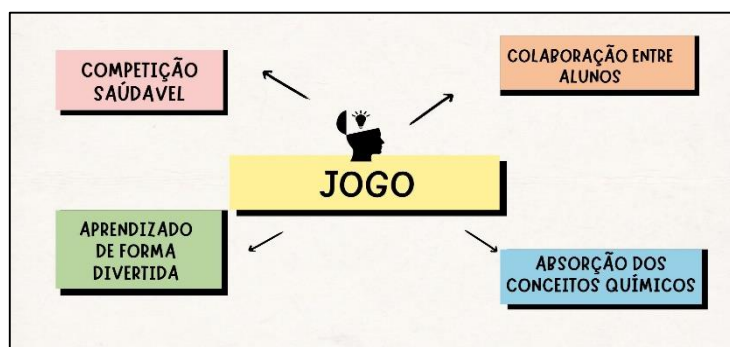 COMPETIÇÃO
SAÚDAVEL
COLABORAÇÃO ENTRE
ALUNOS
JOGO
APRENDIZADO
DE FORMA
DIVERTIDA
ABSORÇÃO DOS
CONCEITOS QUÍMICOS